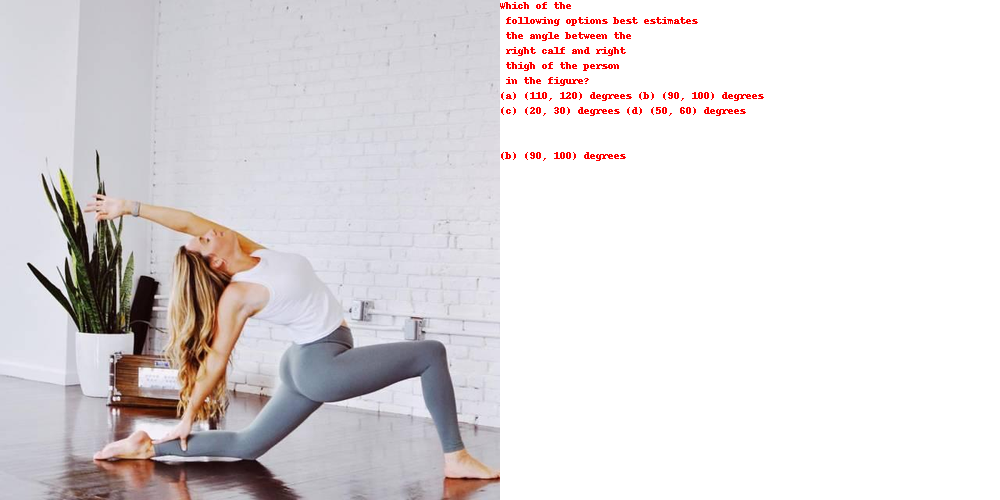 Which of the
following options best estimates
the angle between the
right calf and right
thigh of the person
in the figure?
(a) (110, 120) degrees (b) (90, 100) degrees
(c) (20, 30) degrees (d) (50, 60) degrees
(b) (90, 100) degrees